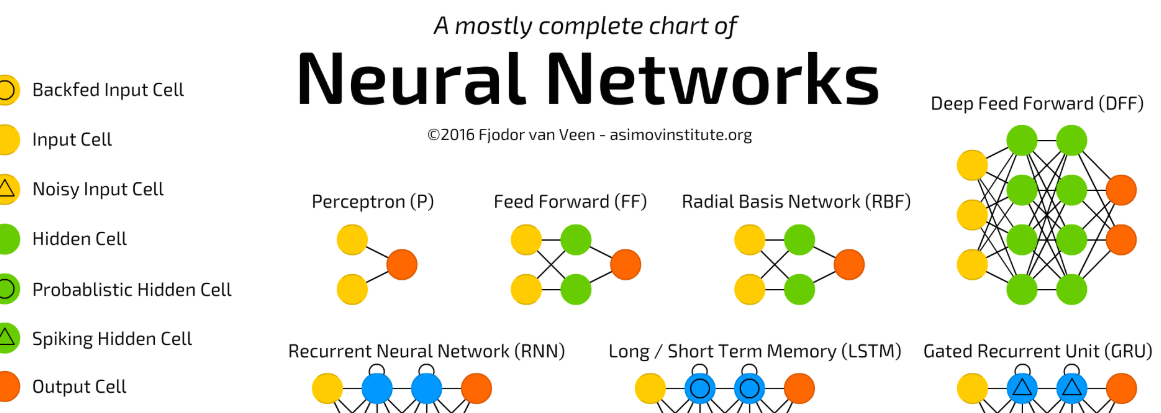 A mostly complete chart of
Neural Networks
©2016 Fjodor van Veen - asimovinstitute.org
Backfed Input Cell
Input Cell
Noisy Input Cell
Hidden Cell
Probablistic Hidden Cell
Spiking Hidden Cell
Output Cell
Perceptron (P)
Feed Forward (FF)
Radial Basis Network (RBF)
Deep Feed Forward (DFF)
Recurrent Neural Network (RNN)
Long / Short Term Memory (LSTM)
Gated Recurrent Unit (GRU)